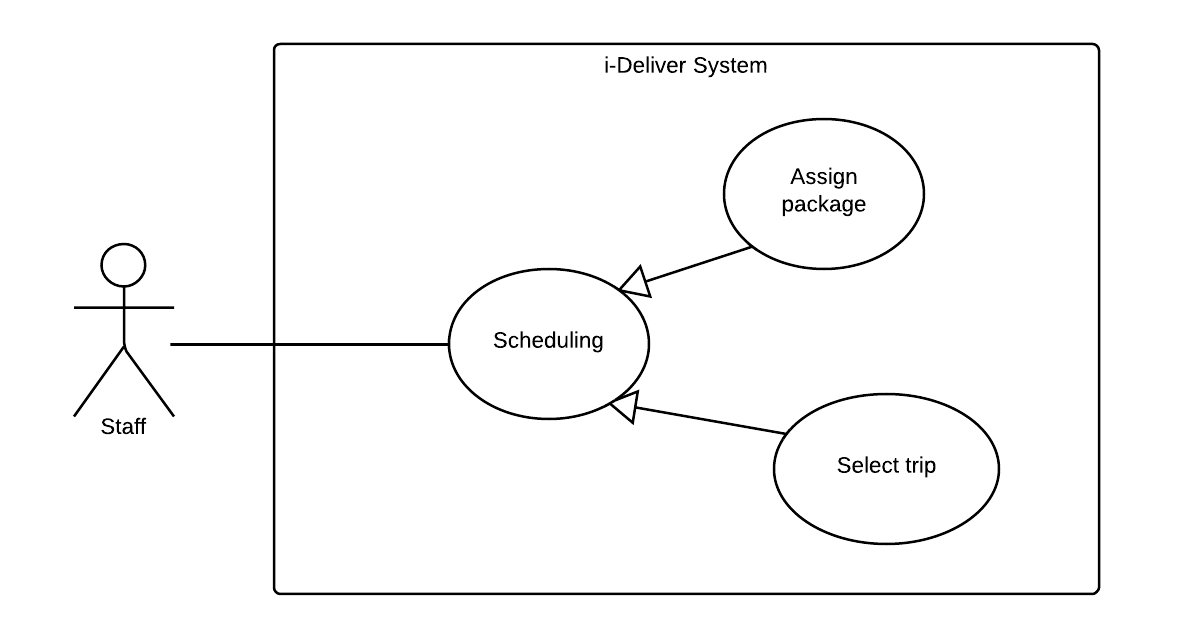 i-Deliver System
Assign
package
Scheduling
Staff
Select trip